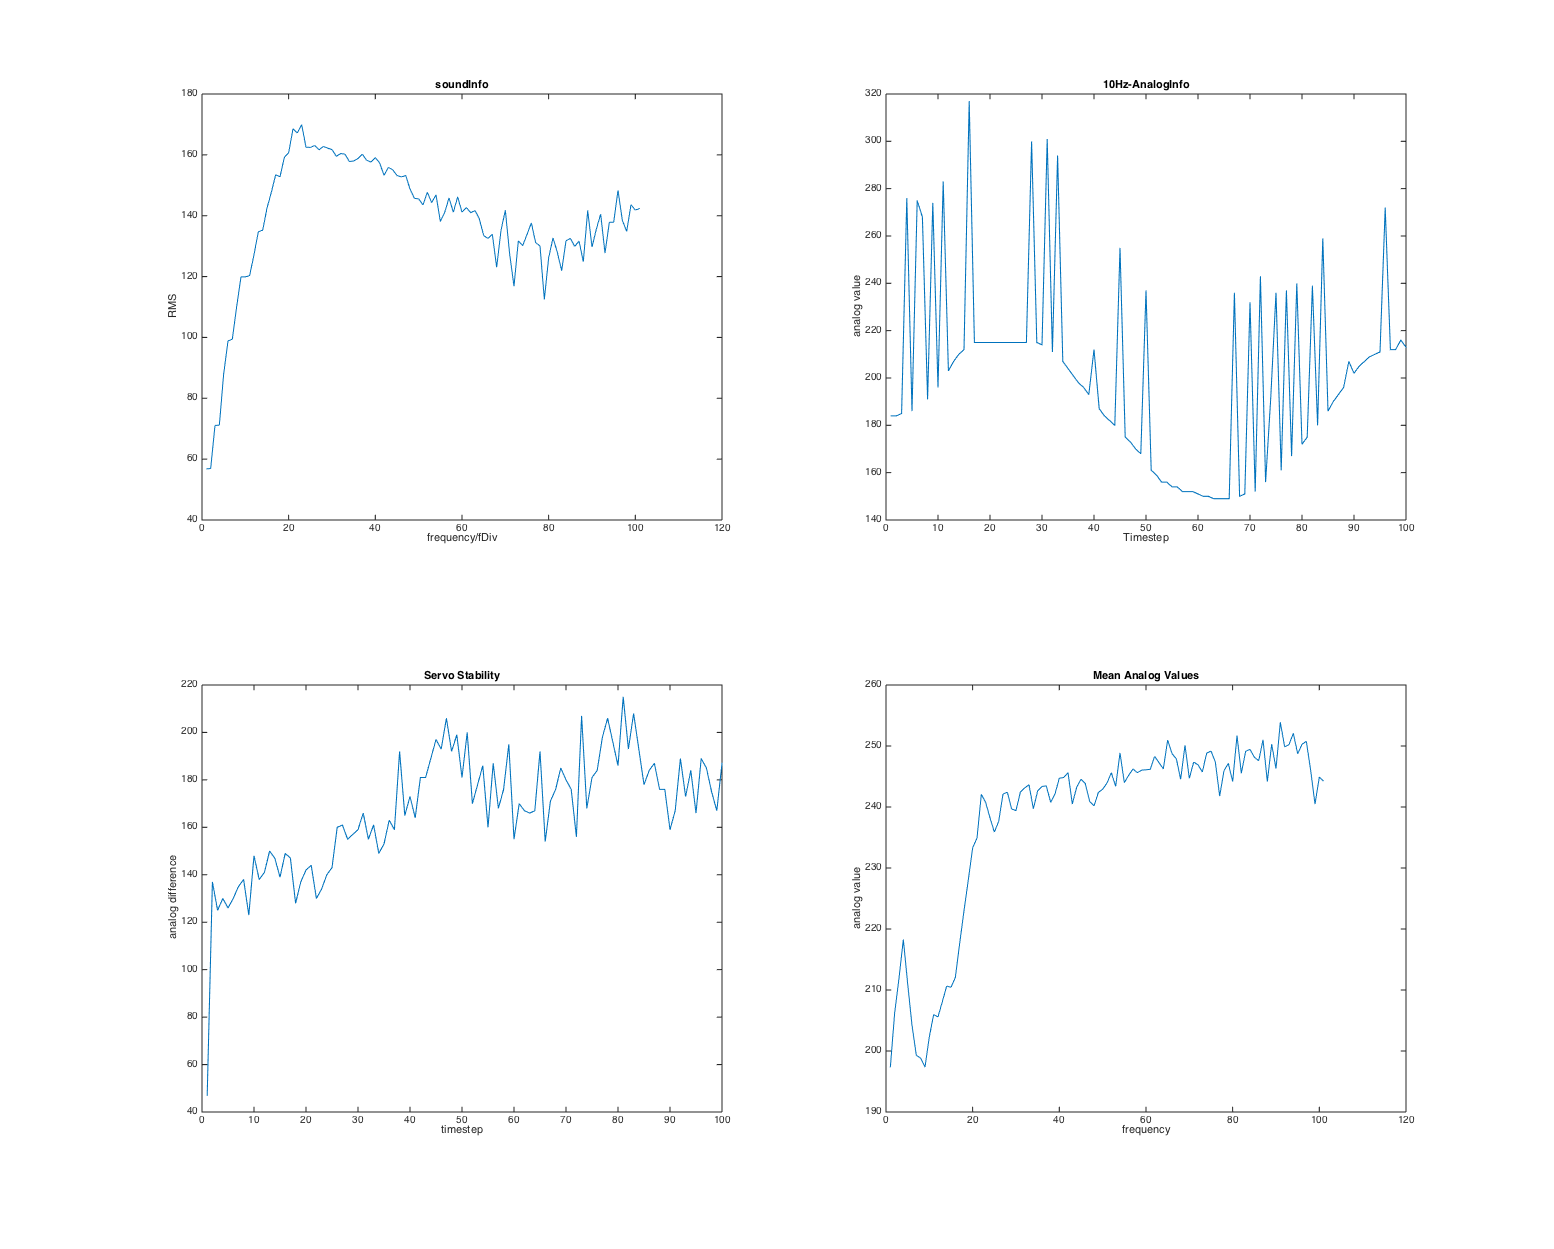 soundInfo
180
160
140
120
100
80
60
40
RMS
0 20 40 60 80 100 120
frequency/fDiv
10Hz-AnalogInfo
320
300
280
260
240
220
200
180
160
140
analog value
0 10 20 30 40 50 60 70 80 90 100
Timestep
Servo Stability
220
200
180
160
140
120
100
80
60
40
analog difference
0 10 20 30 40 50 60 70 80 90 100
timestep
Mean Analog Values
260
250
240
230
220
210
200
190
analog value
0 20 40 60 80 100 120
frequency